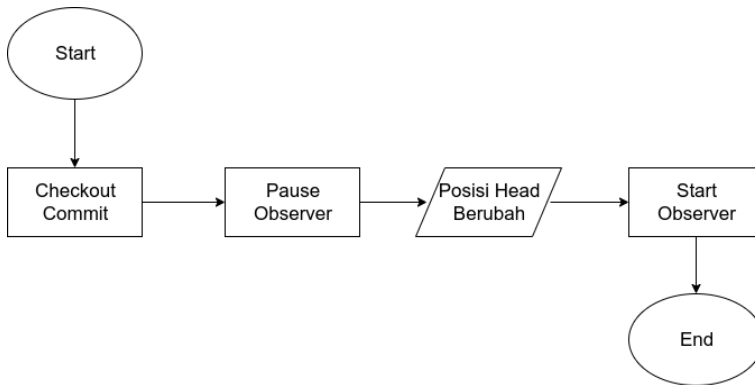 Start
Checkout
Commit
Pause
Observer
Posisi Head
Berubah
Start
Observer
End